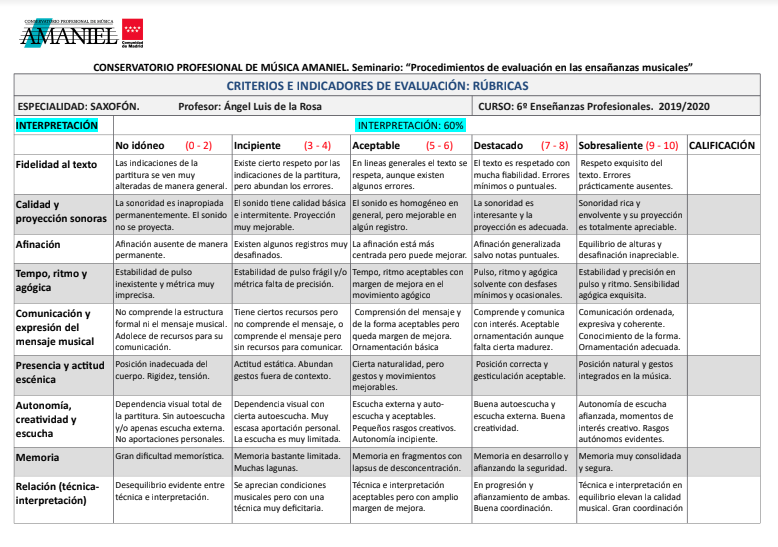 CONSERVATORIO PROFESIONAL DE MÚSICA
AMANIEL
Comunidad
de Madrid
CONSERVATORIO PROFESIONAL DE MÚSICA AMANIEL. Seminario: “Procedimientos de evaluación en las ensañanzas musicales”
CRITERIOS E INDICADORES DE EVALUACIÓN: RÚBRICAS
ESPECIALIDAD: SAXOFÓN. Profesor: Ángel Luis de la Rosa CURSO: 6º Enseñanzas Profesionales. 2019/2020
INTERPRETACIÓN INTERPRETACIÓN: 60%
No idóneo (0 - 2) Incipiente (3 - 4) Aceptable (5 - 6) Destacado (7 - 8) Sobresaliente (9 - 10) CALIFICACIÓN
Fidelidad al texto
Las indicaciones de la
partitura se ven muy
alteradas de manera general.
Existe cierto respeto por las
indicaciones de la partitura,
pero abundan los errores.
En lineas generales el texto se
respeta, aunque existen
algunos errores.
El texto es respetado con
mucha fiabilidad. Errores
mínimos o puntuales.
Respeto exquisito del
texto. Errores
prácticamente ausentes.
Calidad y
proyección sonoras
La sonoridad es inapropiada
permanentemente. El sonido
no se proyecta.
El sonido tiene calidad básica
e intermitente. Proyección
muy mejorable.
El sonido es homogéneo en
general, pero mejorable en
algún registro.
La sonoridad es
interesante y la
proyección es adecuada.
Sonoridad rica y
envolvente y su proyección
es totalmente apreciable.
Afinación
Afinación ausente de manera
permanente.
Existen algunos registros muy
desafinados.
La afinación está más
centrada pero puede mejorar.
Afinación generalizada
salvo notas puntuales.
Equilibrio de alturas y
desafinación inapreciable.
Tempo, ritmo y
agógica
Estabilidad de pulso
inexistente y métrica muy
imprecisa.
Estabilidad de pulso frágil y/o
métrica falta de precisión.
Tempo, ritmo aceptables con
margen de mejora en el
movimiento agógico
Pulso, ritmo y agógica
solvente con desfases
mínimos y ocasionales.
Estabilidad y precisión en
pulso y ritmo. Sensibilidad
agógica exquisita.
Comunicación y
expresión del
mensaje musical
No comprende la estructura
formal ni el mensaje musical.
Adolece de recursos para su
comunicación.
Tiene ciertos recursos pero
no comprende el mensaje, o
comprende el mensaje pero
sin recursos para comunicar.
Comprensión del mensaje y
de la forma aceptables pero
queda margen de mejora.
Ornamentación básica
Comprende y comunica
con interés. Aceptable
ornamentación aunque
falta cierta madurez.
Comunicación ordenada,
expresiva y coherente.
Conocimiento de la forma.
Ornamentación adecuada.
Presencia y actitud
escénica
Posición inadecuada del
cuerpo. Rigidez, tensión.
Actitud estática. Abundan
gestos fuera de contexto.
Cierta naturalidad, pero
gestos y movimientos
mejorables.
Posición correcta y
gesticulación aceptable.
Posición natural y gestos
integrados en la música.
Autonomía,
creatividad y
escucha
Dependencia visual total de
la partitura. Sin autoescucha
y/o apenas escucha externa.
No aportaciones personales.
Dependencia visual con
cierta autoescucha. Muy
escasa aportación personal.
La escucha es muy limitada.
Escucha externa y auto-
escucha y aceptables.
Pequeños rasgos creativos.
Autonomía incipiente.
Buena autoescucha y
escucha externa. Buena
creatividad.
Autonomía de escucha
afianzada, momentos de
interés creativo. Rasgos
autónomos evidentes.
Memoria
Gran dificultad memorística.
Memoria bastante limitada.
Muchas lagunas.
Memoria en fragmentos con
lapsus de desconcentración.
Memoria en desarrollo y
afianzando la seguridad.
Memoria muy consolidada
y segura.
Relación (técnica-
interpretación)
Desequilibrio evidente entre
técnica e interpretación.
Se aprecian condiciones
musicales pero con una
técnica muy deficitaria.
Técnica e interpretación
aceptables pero con amplio
margen de mejora.
En progresión y
afianzamiento de ambas.
Buena coordinación.
Técnica e interpretación en
equilibrio elevan la calidad
musical. Gran coordinación